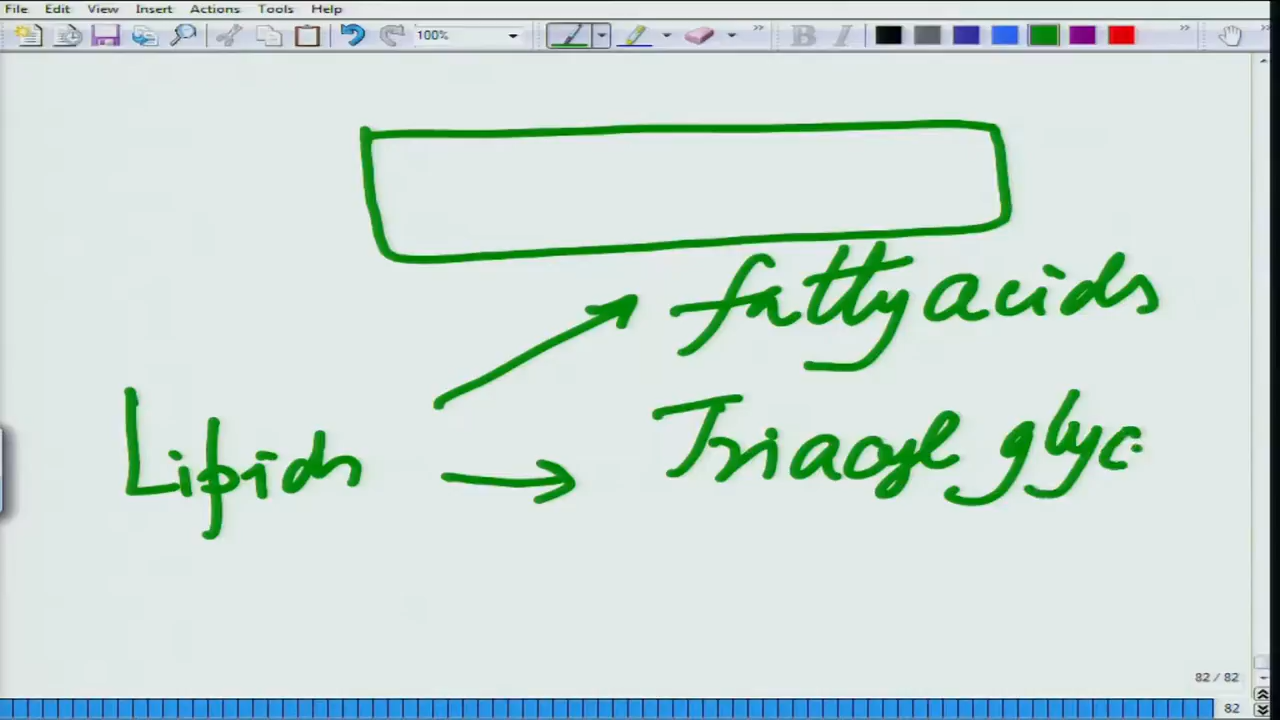 File Edit View Insert Actions Tools Help
100%
B I
fatty acids
Lipids
Triacyl glyc
82 / 82
82